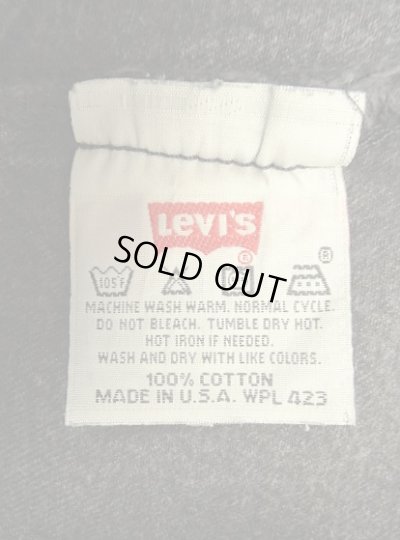 Levi's
E
R
SOLD OUT
105F
MACHINE WASH WARM. NORMAL CYCLE.
DO NOT BLEACH. TUMBLE DRY HOT.
HOT IRON IF NEEDED.
WASH AND DRY WITH LIKE COLORS.
100% COTTON
MADE IN U.S.A. WPL 423